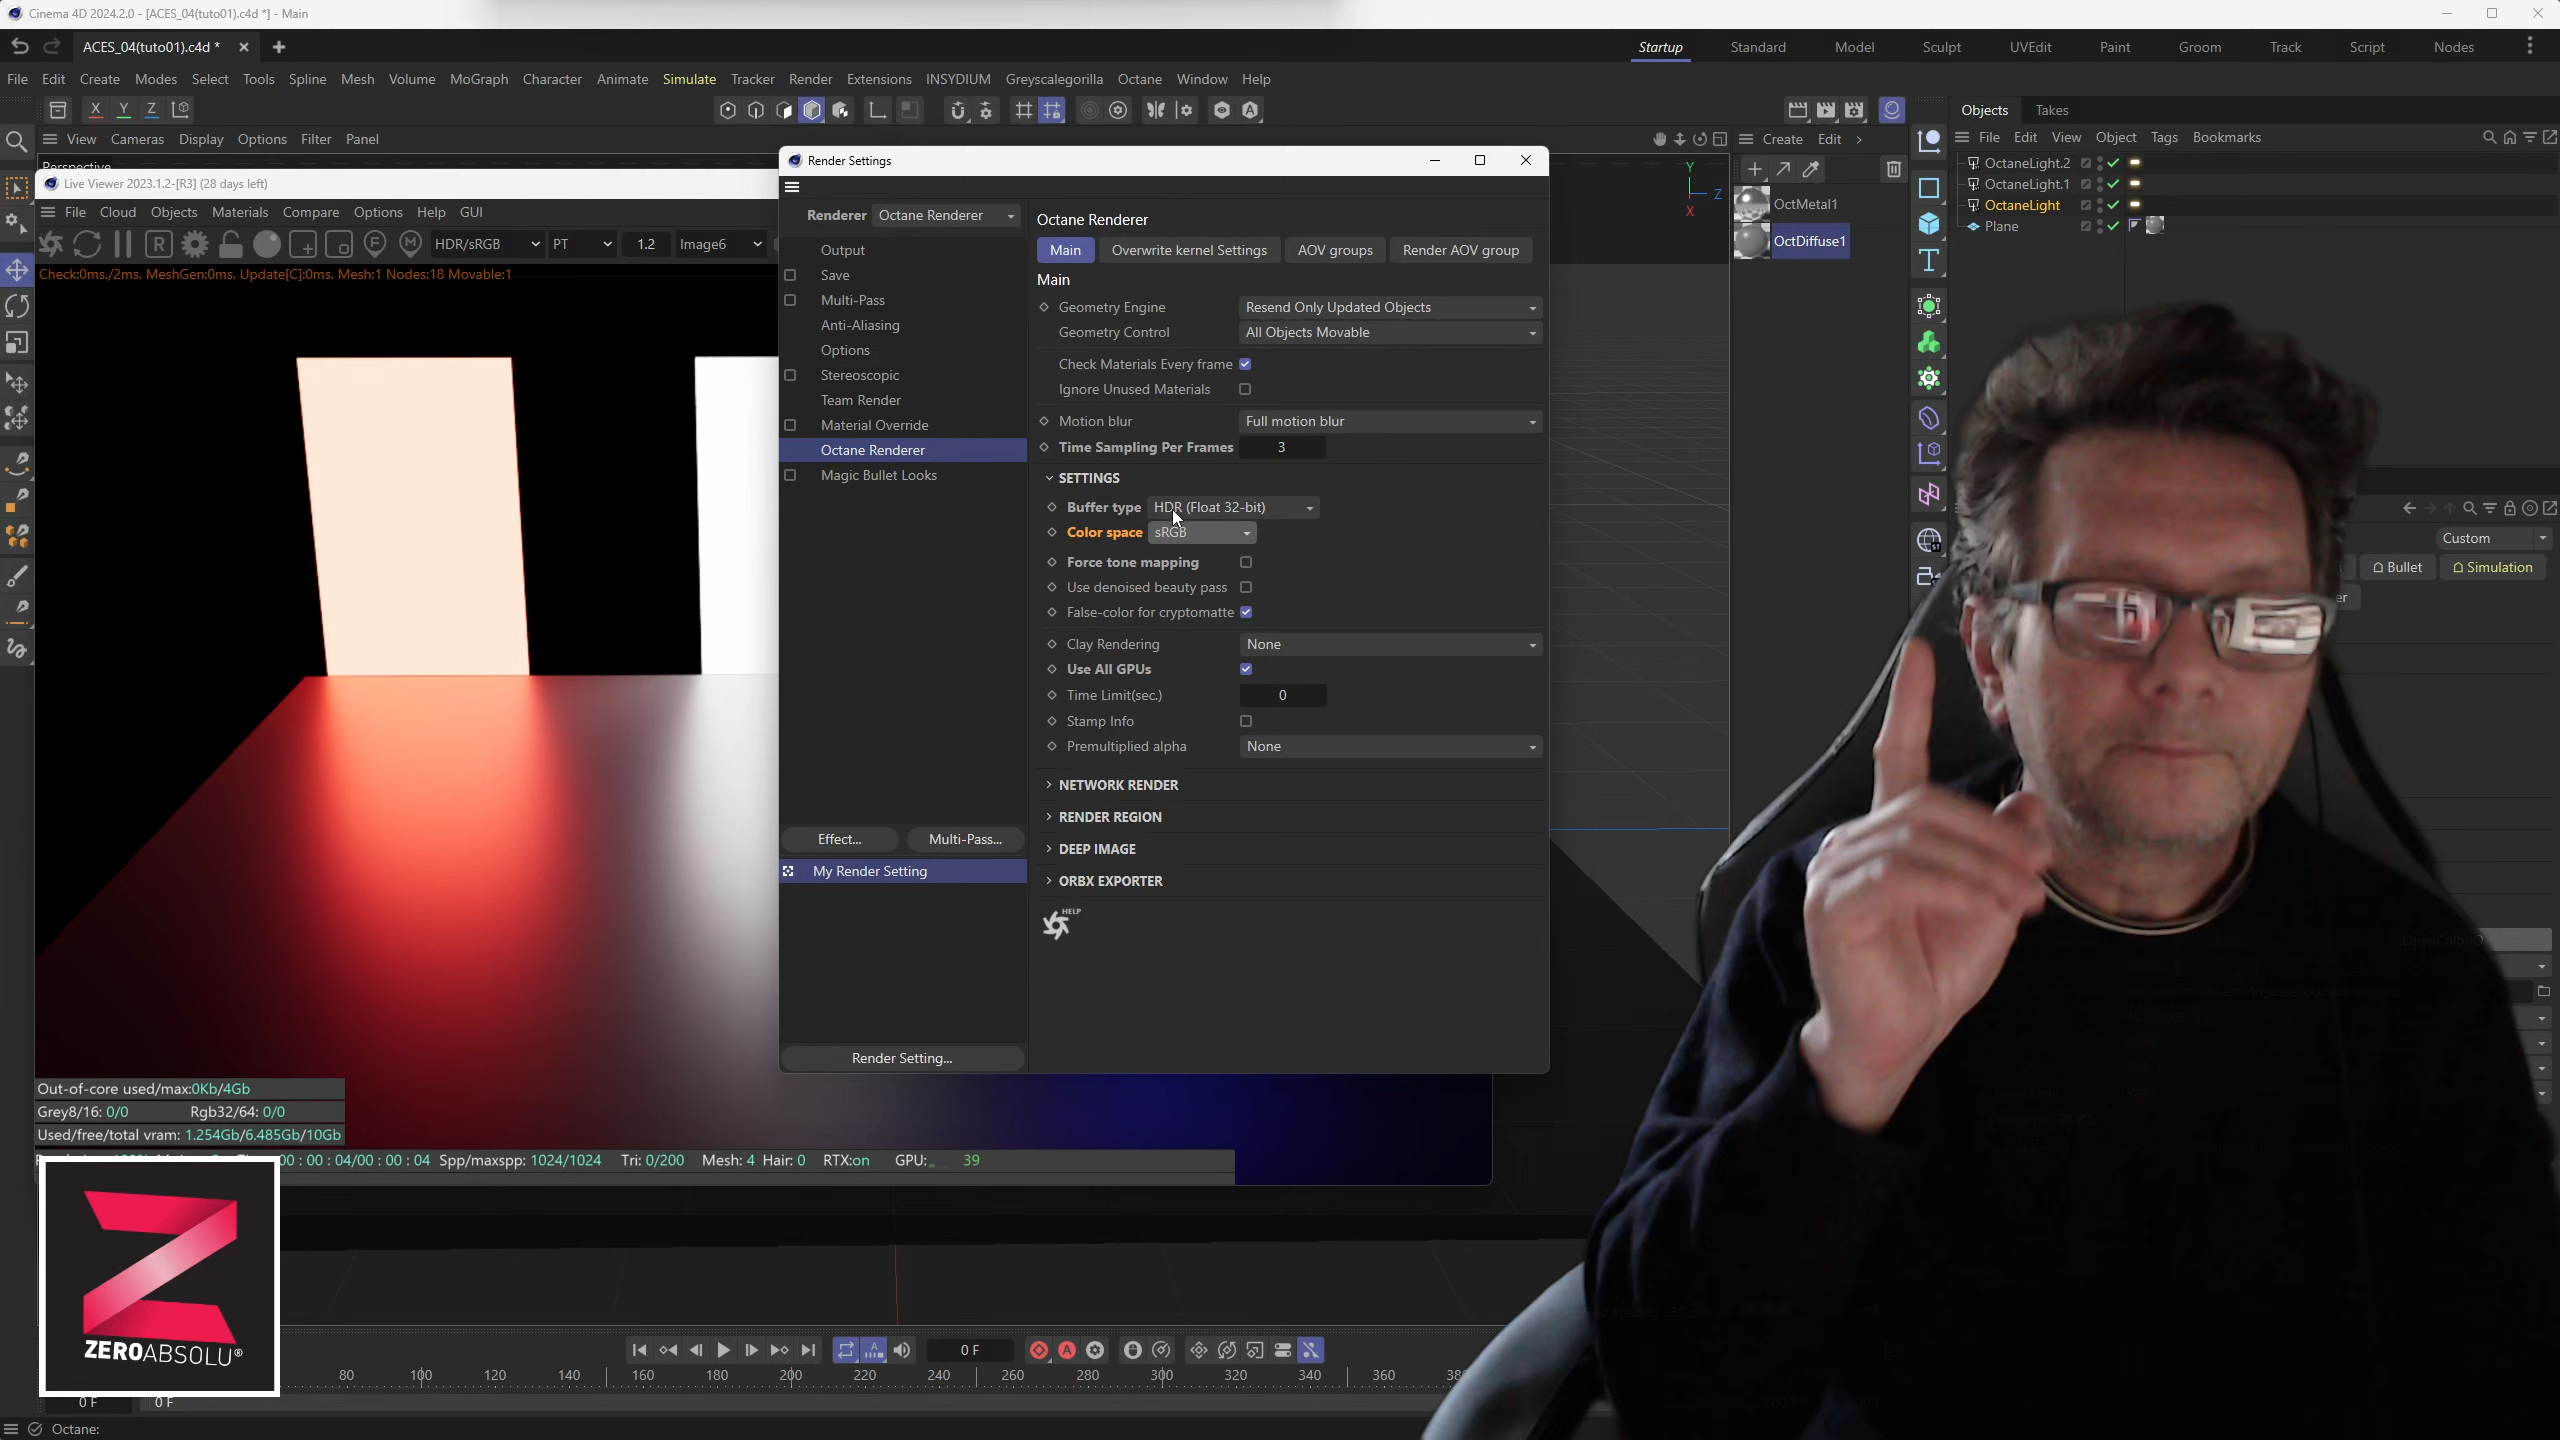 Cinema 4D 2024.2.0 - [ACES_04(tuto01).c4d *] - Main
ACES_04(tuto01).c4d *
Startup Standard Model Sculpt UVEdit Paint Groom Track Script Nodes
File Edit Create Modes Select Tools Spline Mesh Volume MoGraph Character Animate Simulate Tracker Render Extensions INSYDIUM Greyscalegorilla Octane Window Help
X Y Z
Objects Takes
View Cameras Display Options Filter Panel
Create Edit
File Edit View Object Tags Bookmarks
Perspective
Live Viewer 2023.1.2-[R3] (28 days left)
File Cloud Objects Materials Compare Options Help GUI
HDR/sRGB PT 1.2 Image6
Check:0ms./2ms. MeshGen:0ms. Update[C]:0ms. Mesh:1 Nodes:18 Movable:1
Render Settings
Renderer Octane Renderer
Output
Save
Multi-Pass
Anti-Aliasing
Options
Stereoscopic
Team Render
Material Override
Octane Renderer
Magic Bullet Looks
Effect...
Multi-Pass...
My Render Setting
Render Setting...
Octane Renderer
Main Overwrite kernel Settings AOV groups Render AOV group
Main
Geometry Engine Resend Only Updated Objects
Geometry Control All Objects Movable
Check Materials Every frame
Ignore Unused Materials
Motion blur Full motion blur
Time Sampling Per Frames 3
SETTINGS
Buffer type HDR (Float 32-bit)
Color space sRGB
Force tone mapping
Use denoised beauty pass
False-color for cryptomatte
Clay Rendering None
Use All GPUs
Time Limit(sec.) 0
Stamp Info
Premultiplied alpha None
NETWORK RENDER
RENDER REGION
DEEP IMAGE
ORBX EXPORTER
HELP
Y
Z
X
OctMetal1
OctDiffuse1
OctaneLight.2
OctaneLight.1
OctaneLight
Plane
Custom
Bullet
Simulation
er
Out-of-core used/max:0Kb/4Gb
Grey8/16: 0/0 Rgb32/64: 0/0
Used/free/total vram: 1.254Gb/6.485Gb/10Gb
00 : 00 : 04/00 : 00 : 04 Spp/maxspp: 1024/1024 Tri: 0/200 Mesh: 4 Hair: 0 RTX:on GPU: 39
ZEROABSOLU®
0 F
80 100 120 140 160 180 200 220 240 260 280 300 320 340 360
0 F 0 F
Octane: